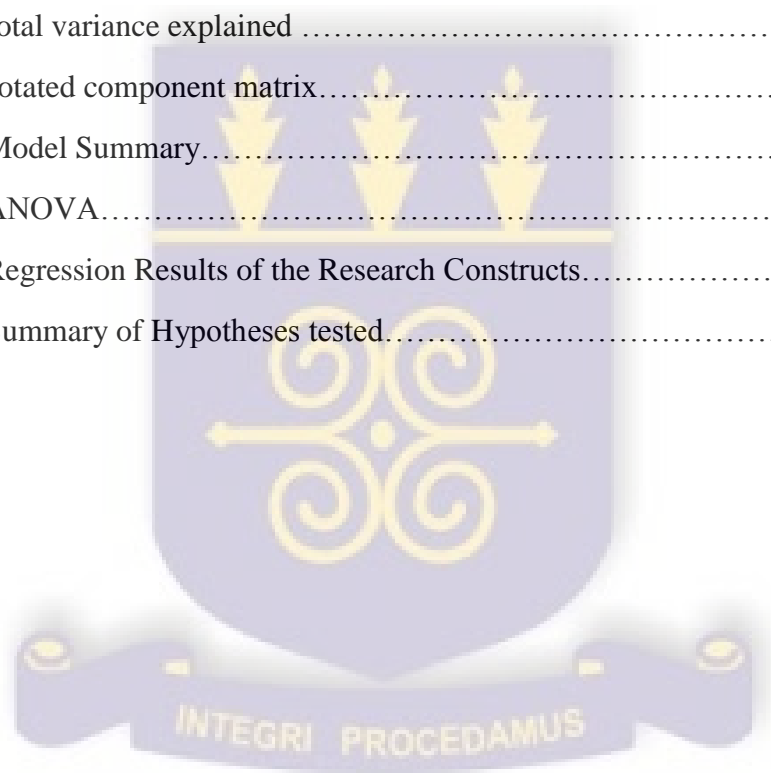 otal variance explained ……………………………………
otated component matrix……………………………………
Model Summary……………………………………………
ANOVA………………………………………………………
Regression Results of the Research Constructs………………
ummary of Hypotheses tested………………………………
INTEGRI PROCEDAMUS